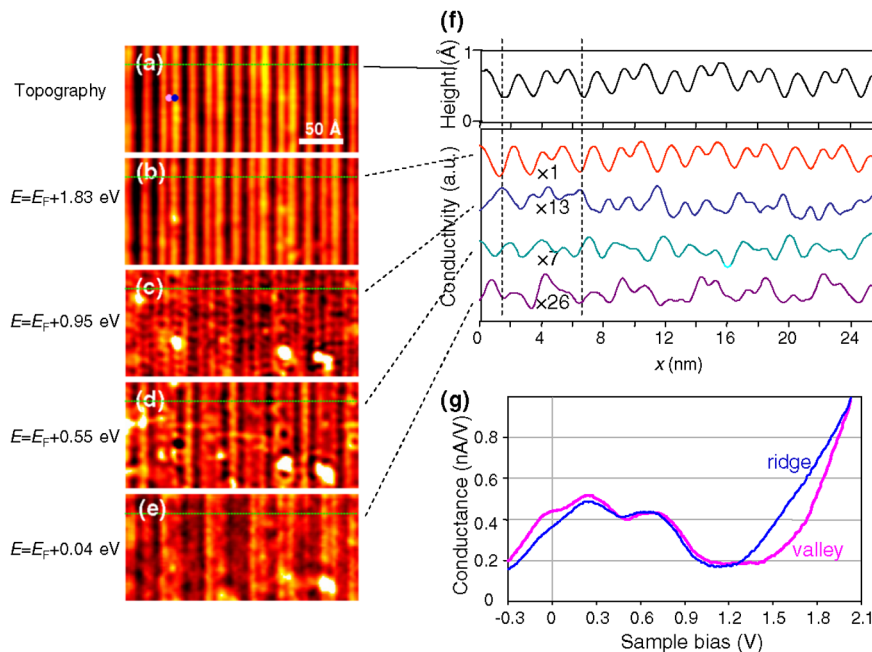 (f)
(a)
Topography
50 Å
(b)
E=EF+1.83 eV
(c)
E=EF+0.95 eV
(d)
E=EF+0.55 eV
(e)
E=EF+0.04 eV
Height (Å)
1
0
Conductivity (a.u.)
×1
×13
×7
×26
0 4 8 12 16 20 24
x (nm)
(g)
Conductance (nA/V)
0.8
0.6
0.4
0.2
0
ridge
valley
-0.3 0 0.3 0.6 0.9 1.2 1.5 1.8 2.1
Sample bias (V)